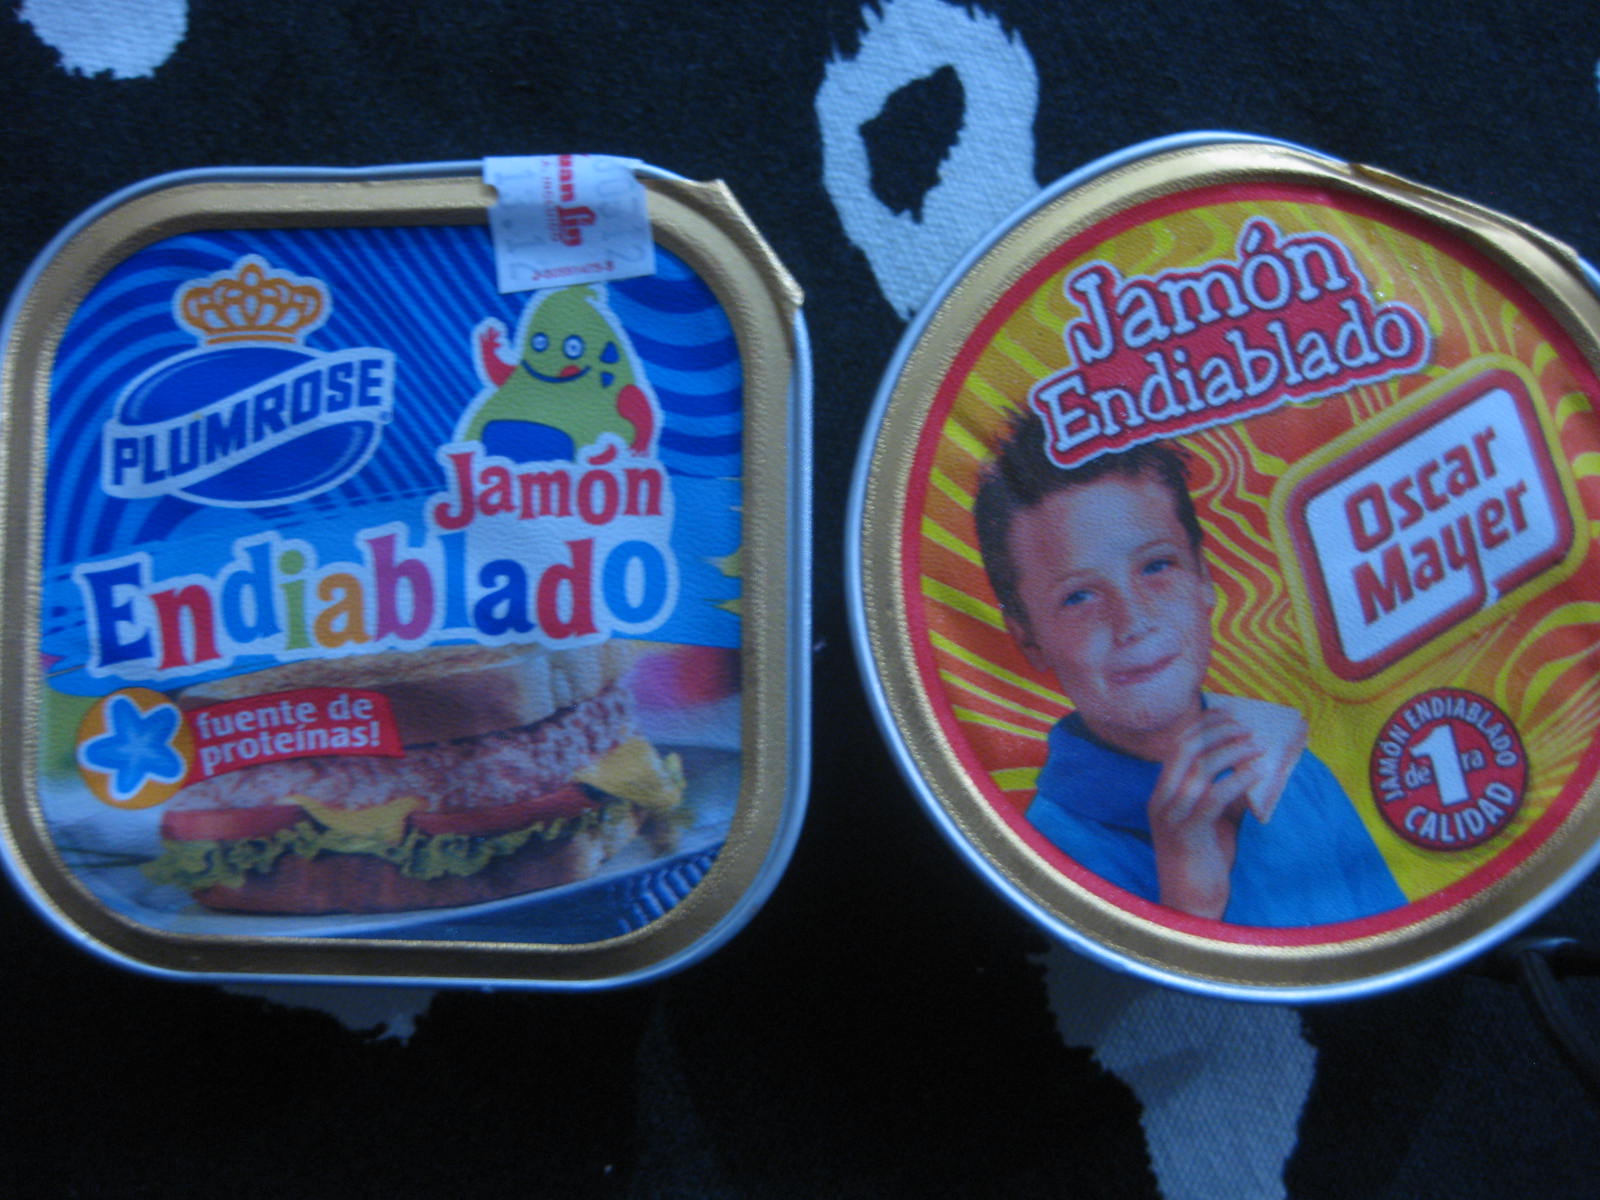 PLUMROSE
Jamón
Endiablado
fuente de
proteínas!
Jamón
Endiablado
Oscar
Mayer
JAMÓN ENDIABLADO
de 1ra
CALIDAD